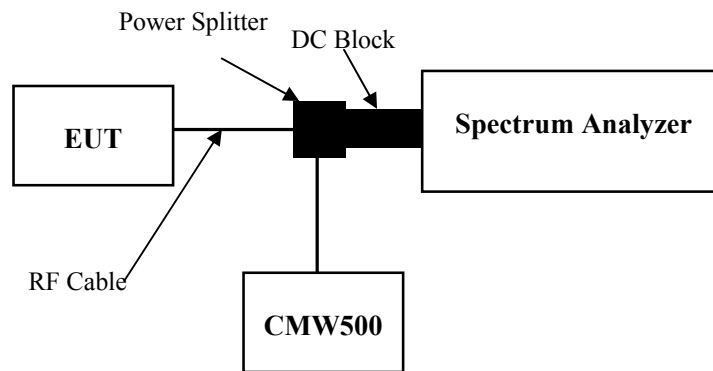 Power Splitter
DC Block
EUT
Spectrum Analyzer
RF Cable
CMW500